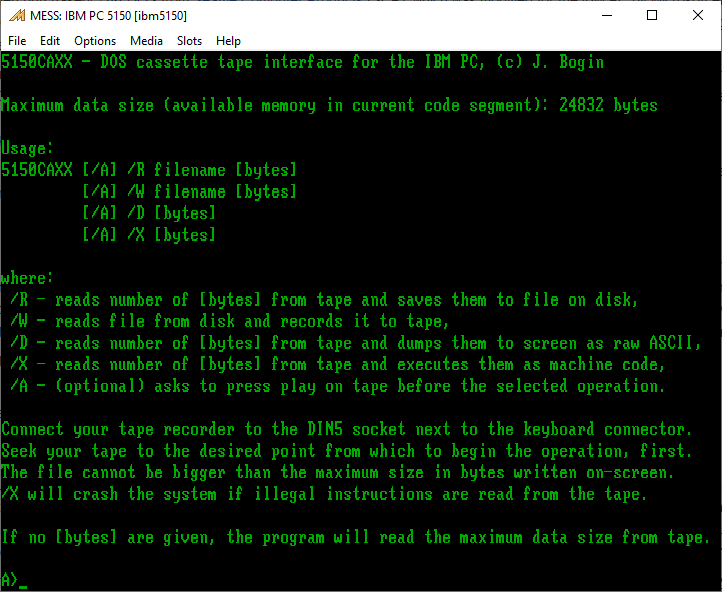 MESS: IBM PC 5150 [ibm5150]
File Edit Options Media Slots Help
5150CAXX - DOS cassette tape interface for the IBM PC, (c) J. Bogin
Maximum data size (available memory in current code segment): 24832 bytes
Usage:
5150CAXX [/A] /R filename [bytes]
[/A] /W filename [bytes]
[/A] /D [bytes]
[/A] /X [bytes]
where:
/R - reads number of [bytes] from tape and saves them to file on disk,
/W - reads file from disk and records it to tape,
/D - reads number of [bytes] from tape and dumps them to screen as raw ASCII,
/X - reads number of [bytes] from tape and executes them as machine code,
/A - (optional) asks to press play on tape before the selected operation.
Connect your tape recorder to the DIN5 socket next to the keyboard connector.
Seek your tape to the desired point from which to begin the operation, first.
The file cannot be bigger than the maximum size in bytes written on-screen.
/X will crash the system if illegal instructions are read from the tape.
If no [bytes] are given, the program will read the maximum data size from tape.
A>_